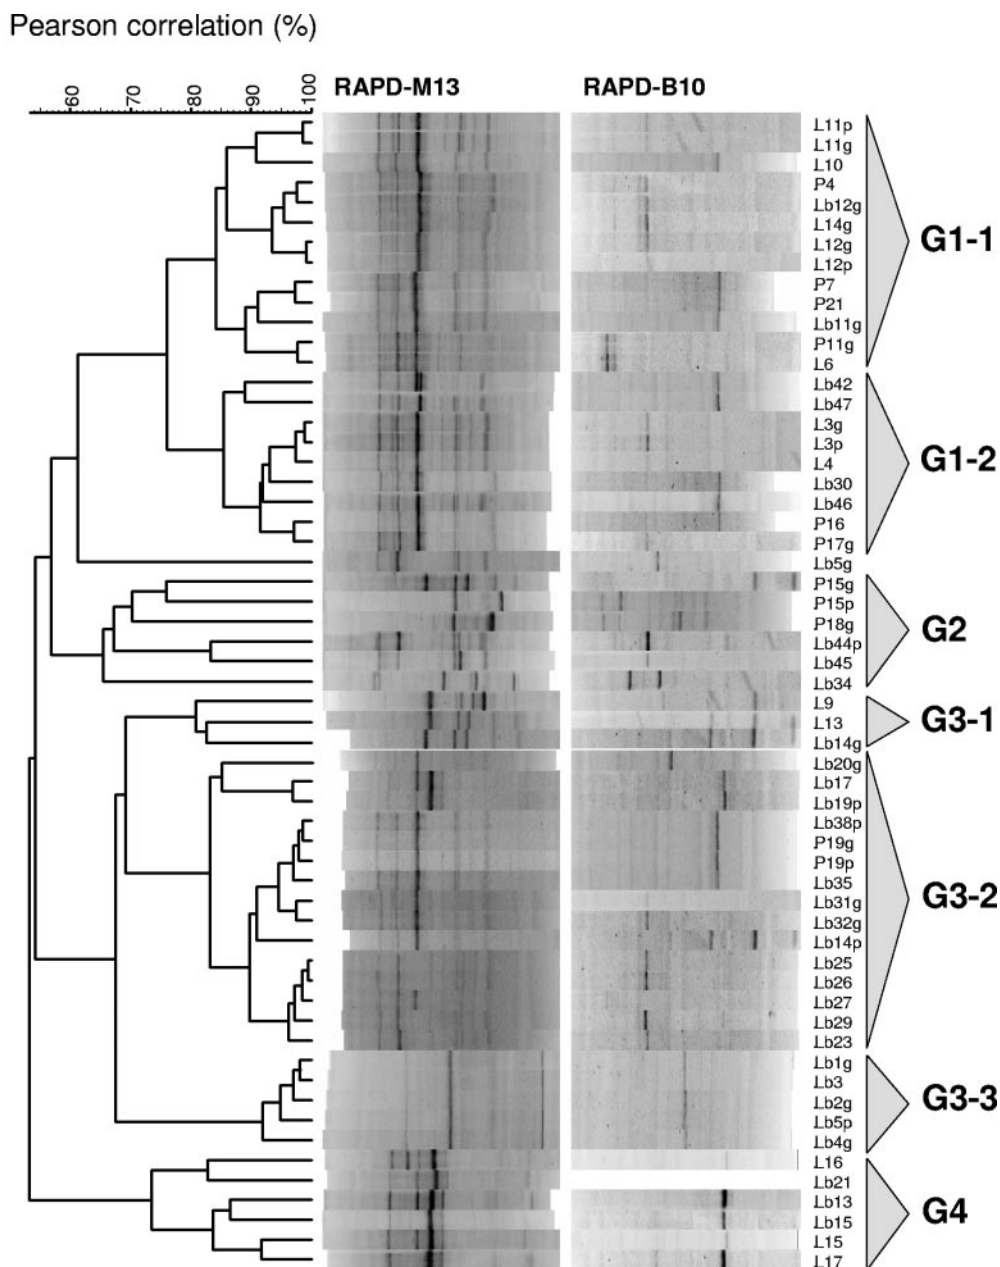 Pearson correlation (%)
60 70 80 90 100
RAPD-M13 RAPD-B10
L11p
L11g
L10
P4
Lb12g
L14g
L12g
L12p
P7
P21
Lb11g
P11g
L6
G1-1
Lb42
Lb47
L3g
L3p
L4
Lb30
Lb46
P16
P17g
G1-2
Lb5g
P15g
P15p
P18g
Lb44p
Lb45
Lb34
G2
L9
L13
Lb14g
G3-1
Lb20g
Lb17
Lb19p
Lb38p
P19g
P19p
Lb35
Lb31g
Lb32g
Lb14p
Lb25
Lb26
Lb27
Lb29
Lb23
G3-2
Lb1g
Lb3
Lb2g
Lb5p
Lb4g
G3-3
L16
Lb21
Lb13
Lb15
L15
L17
G4